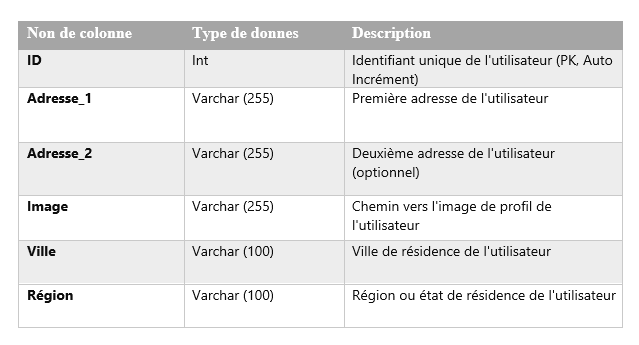 Non de colonne Type de donnes Description
ID Int Identifiant unique de l'utilisateur (PK, Auto
Incrément)
Adresse_1 Varchar (255) Première adresse de l'utilisateur
Adresse_2 Varchar (255) Deuxième adresse de l'utilisateur
(optionnel)
Image Varchar (255) Chemin vers l'image de profil de
l'utilisateur
Ville Varchar (100) Ville de résidence de l'utilisateur
Région Varchar (100) Région ou état de résidence de l'utilisateur